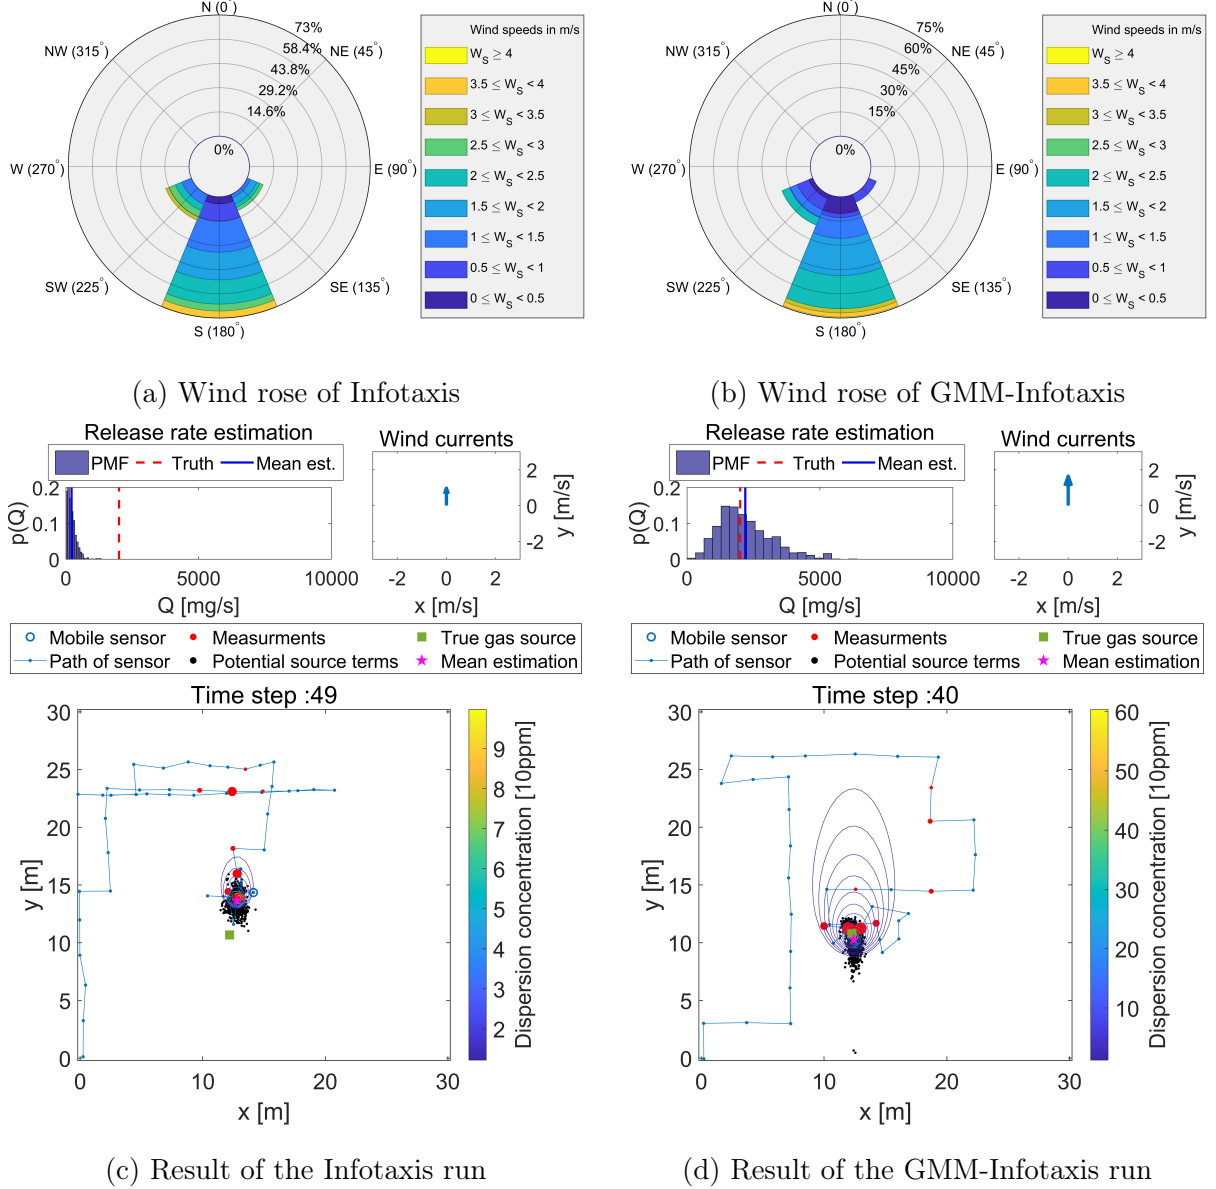 N (0°)
73%
58.4%
43.8%
29.2%
14.6%
0%
NW (315°)
NE (45°)
W (270°)
E (90°)
SW (225°)
SE (135°)
S (180°)
Wind speeds in m/s
W_S ≥ 4
3.5 ≤ W_S < 4
3 ≤ W_S < 3.5
2.5 ≤ W_S < 3
2 ≤ W_S < 2.5
1.5 ≤ W_S < 2
1 ≤ W_S < 1.5
0.5 ≤ W_S < 1
0 ≤ W_S < 0.5
(a) Wind rose of Infotaxis
N (0°)
75%
60%
45%
30%
15%
0%
NW (315°)
NE (45°)
W (270°)
E (90°)
SW (225°)
SE (135°)
S (180°)
Wind speeds in m/s
W_S ≥ 4
3.5 ≤ W_S < 4
3 ≤ W_S < 3.5
2.5 ≤ W_S < 3
2 ≤ W_S < 2.5
1.5 ≤ W_S < 2
1 ≤ W_S < 1.5
0.5 ≤ W_S < 1
0 ≤ W_S < 0.5
(b) Wind rose of GMM-Infotaxis
Release rate estimation
PMF Truth Mean est.
p(Q)
0.2
0.1
0
0 5000 10000
Q [mg/s]
Wind currents
2
0
-2
y [m/s]
-2 0 2
x [m/s]
Mobile sensor Measurments True gas source
Path of sensor Potential source terms Mean estimation
Time step :49
y [m]
30
25
20
15
10
5
0
0 10 20 30
x [m]
9
8
7
6
5
4
3
2
Dispersion concentration [10ppm]
(c) Result of the Infotaxis run
Release rate estimation
PMF Truth Mean est.
p(Q)
0.2
0.1
0
0 5000 10000
Q [mg/s]
Wind currents
2
0
-2
y [m/s]
-2 0 2
x [m/s]
Mobile sensor Measurments True gas source
Path of sensor Potential source terms Mean estimation
Time step :40
y [m]
30
25
20
15
10
5
0
0 10 20 30
x [m]
60
50
40
30
20
10
Dispersion concentration [10ppm]
(d) Result of the GMM-Infotaxis run